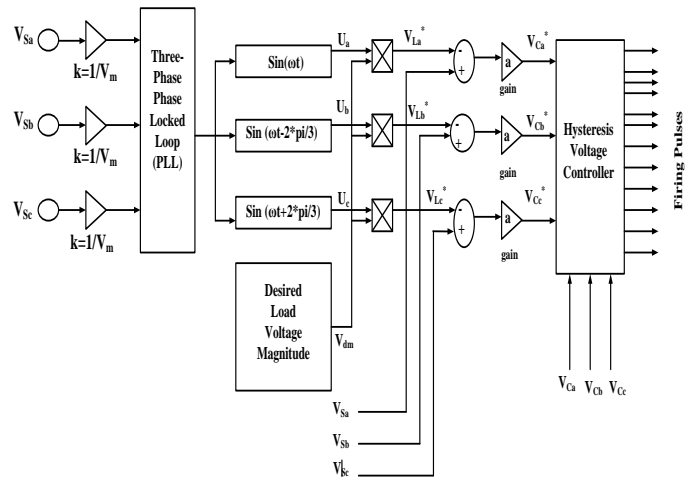 V_Sa
k=1/V_m
V_Sb
k=1/V_m
V_Sc
k=1/V_m
Three-
Phase
Phase
Locked
Loop
(PLL)
Sin(ωt)
Sin (ωt-2*pi/3)
Sin (ωt+2*pi/3)
Desired
Load
Voltage
Magnitude
U_a
U_b
U_c
V_dm
V_La*
V_Lb*
V_Lc*
-
+
-
+
-
+
a
gain
a
gain
a
gain
V_Ca*
V_Cb*
V_Cc*
Hysteresis
Voltage
Controller
Firing Pulses
V_Ca
V_Cb
V_Cc
V_Sa
V_Sb
V_Sc